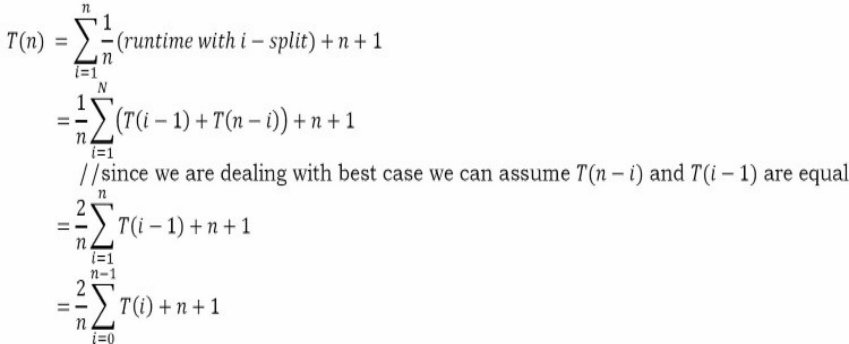 T(n) = \sum_{i=1}^{n} \frac{1}{n} (runtime with i − split) + n + 1
= \frac{1}{n} \sum_{i=1}^{N} (T(i − 1) + T(n − i)) + n + 1
//since we are dealing with best case we can assume T(n − i) and T(i − 1) are equal
= \frac{2}{n} \sum_{i=1}^{n} T(i − 1) + n + 1
= \frac{2}{n} \sum_{i=0}^{n−1} T(i) + n + 1